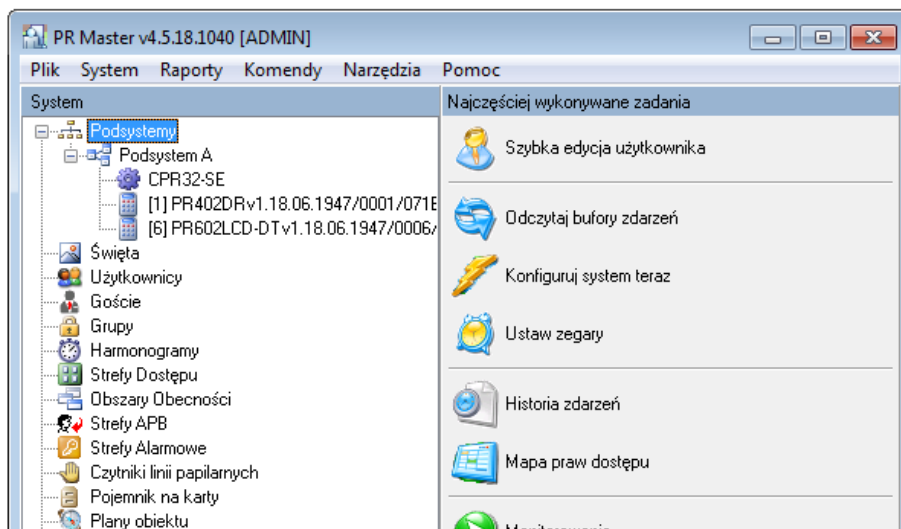 PR Master v4.5.18.1040 [ADMIN]
Plik System Raporty Komendy Narzędzia Pomoc
System
Podsystemy
Podsystem A
CPR32-SE
[1] PR402DRv1.18.06.1947/0001/071E
[6] PR602LCD-DTv1.18.06.1947/0006/
Święta
Użytkownicy
Goście
Grupy
Harmonogramy
Strefy Dostępu
Obszary Obecności
Strefy APB
Strefy Alarmowe
Czytniki linii papilarnych
Pojemnik na karty
Plany obiektu
Najczęściej wykonywane zadania
Szybka edycja użytkownika
Odczytaj bufory zdarzeń
Konfiguruj system teraz
Ustaw zegary
Historia zdarzeń
Mapa praw dostępu